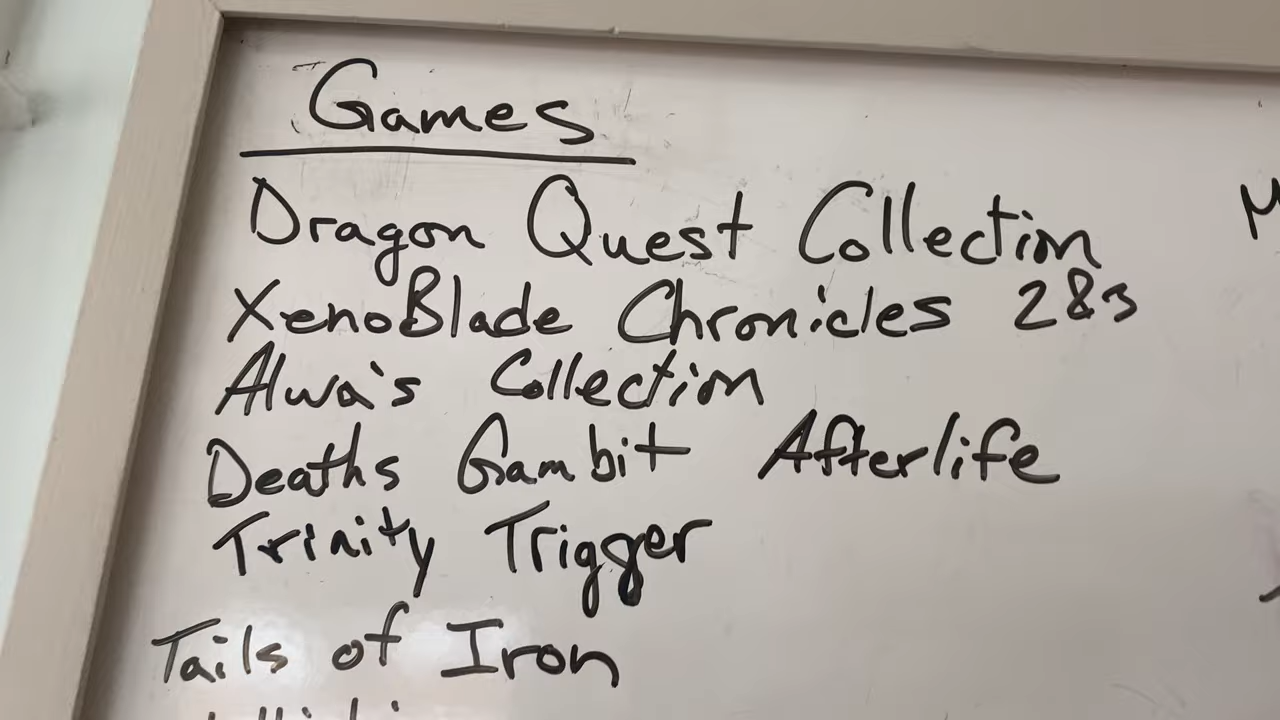 Games
Dragon Quest Collection
XenoBlade Chronicles 2&3
Alwa's Collection
Deaths Gambit Afterlife
Trinity Trigger
Tails of Iron